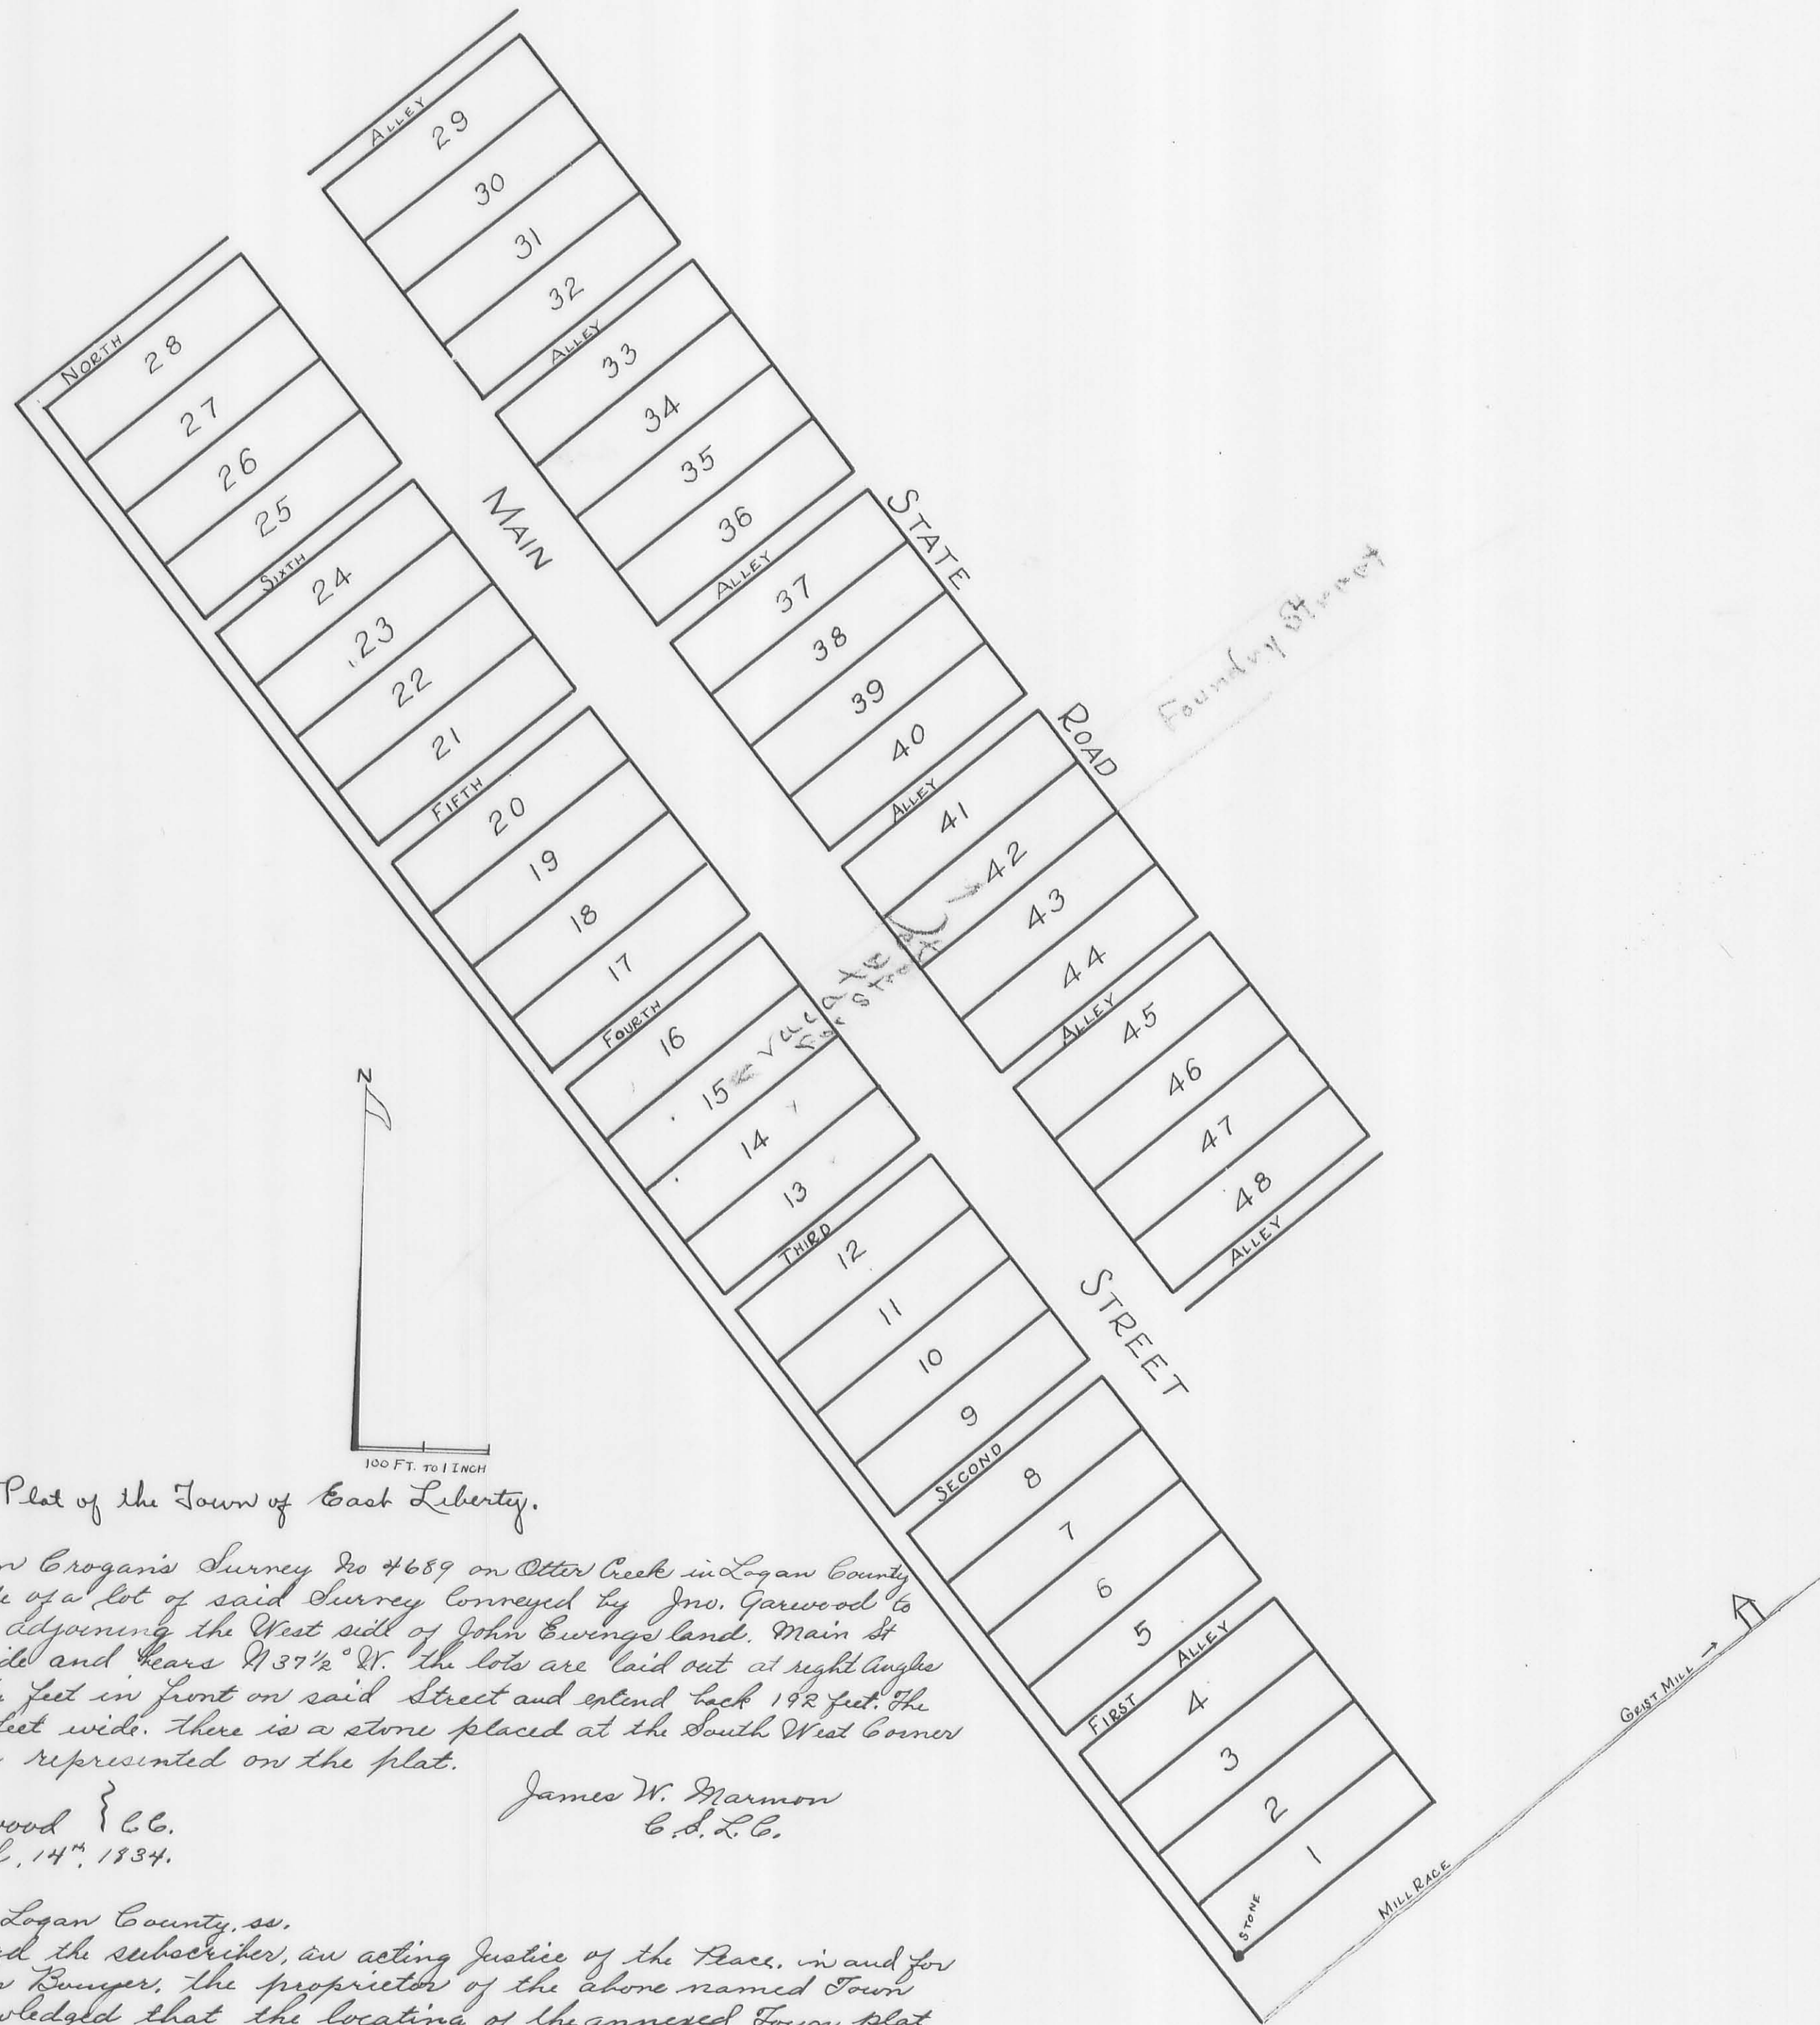 ALLEY
29
30
31
32
ALLEY
33
34
35
36
ALLEY
37
38
39
40
ALLEY
41
42
43
44
ALLEY
45
46
47
48
ALLEY
NORTH
28
27
26
25
SIXTH
24
23
22
21
FIFTH
20
19
18
17
FOURTH
16
15
14
13
THIRD
12
11
10
9
SECOND
8
7
6
5
FIRST ALLEY
4
3
2
1
STONE
MAIN STREET
STATE ROAD
Foundry Street
vacated
for street
MILL RACE
GRIST MILL →
N
100 FT. TO 1 INCH
Plat of the Town of East Liberty.
Crogan's Survey No 4689 on Otter Creek in Logan County
of a lot of said Survey Conveyed by Jno. Garwood to
adjoining the West side of John Ewings land. Main St
and bears N 37½° W. the lots are laid out at right Angles
feet in front on said Street and extend back 192 feet. The
feet wide. there is a stone placed at the South West Corner
represented on the plat.
James W. Marmon
C.S.L.C.
wood } C.C.
14th, 1834.
Logan County, ss.
the subscriber, an acting Justice of the Peace, in and for
the proprietor of the above named Town
that the locating of the annexed Town plat